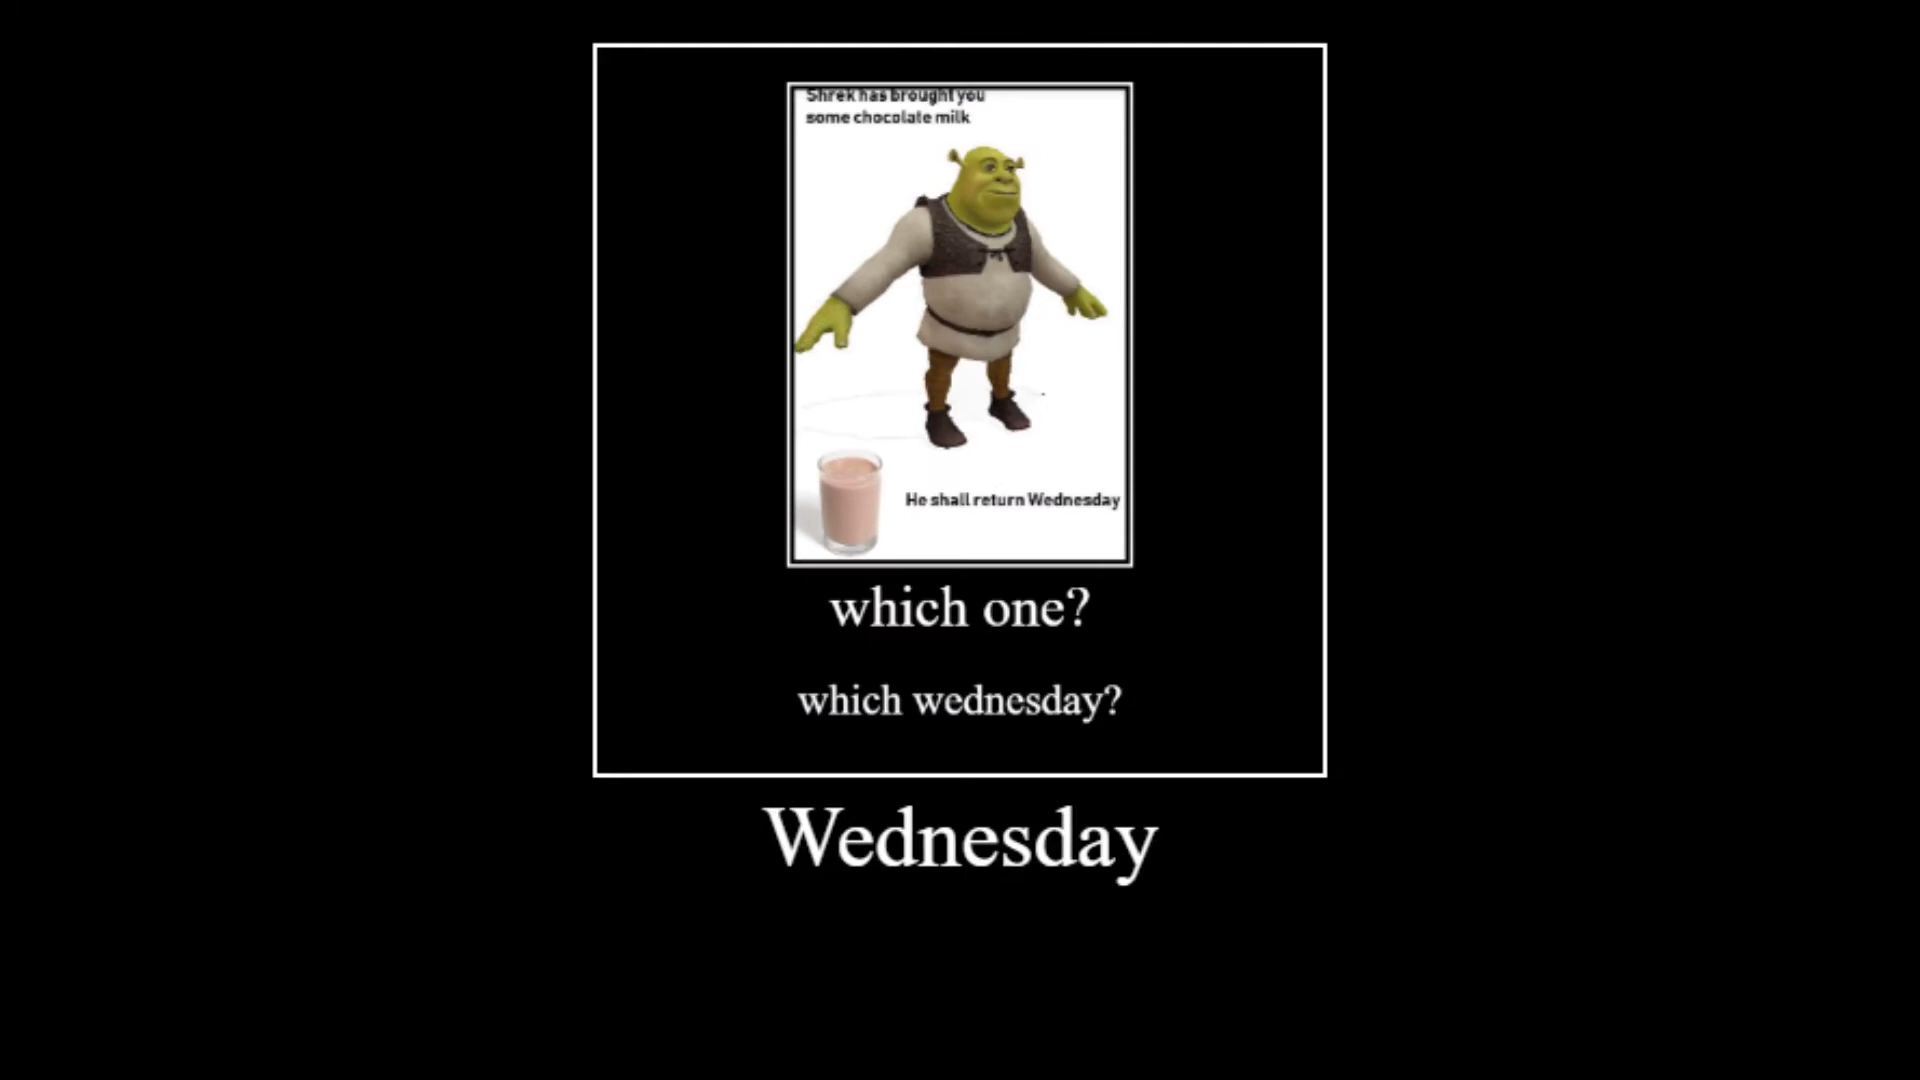 Shrek has brought you
some chocolate milk
He shall return Wednesday
which one?
which wednesday?
Wednesday